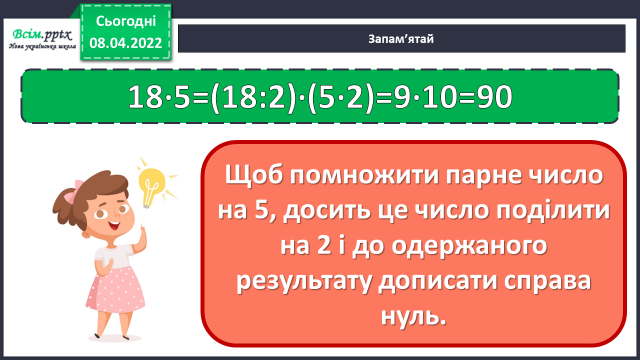 Всім.pptx
Нова українська школа
Сьогодні
08.04.2022
Запам’ятай
18·5=(18:2)·(5·2)=9·10=90
Щоб помножити парне число
на 5, досить це число поділити
на 2 і до одержаного
результату дописати справа
нуль.